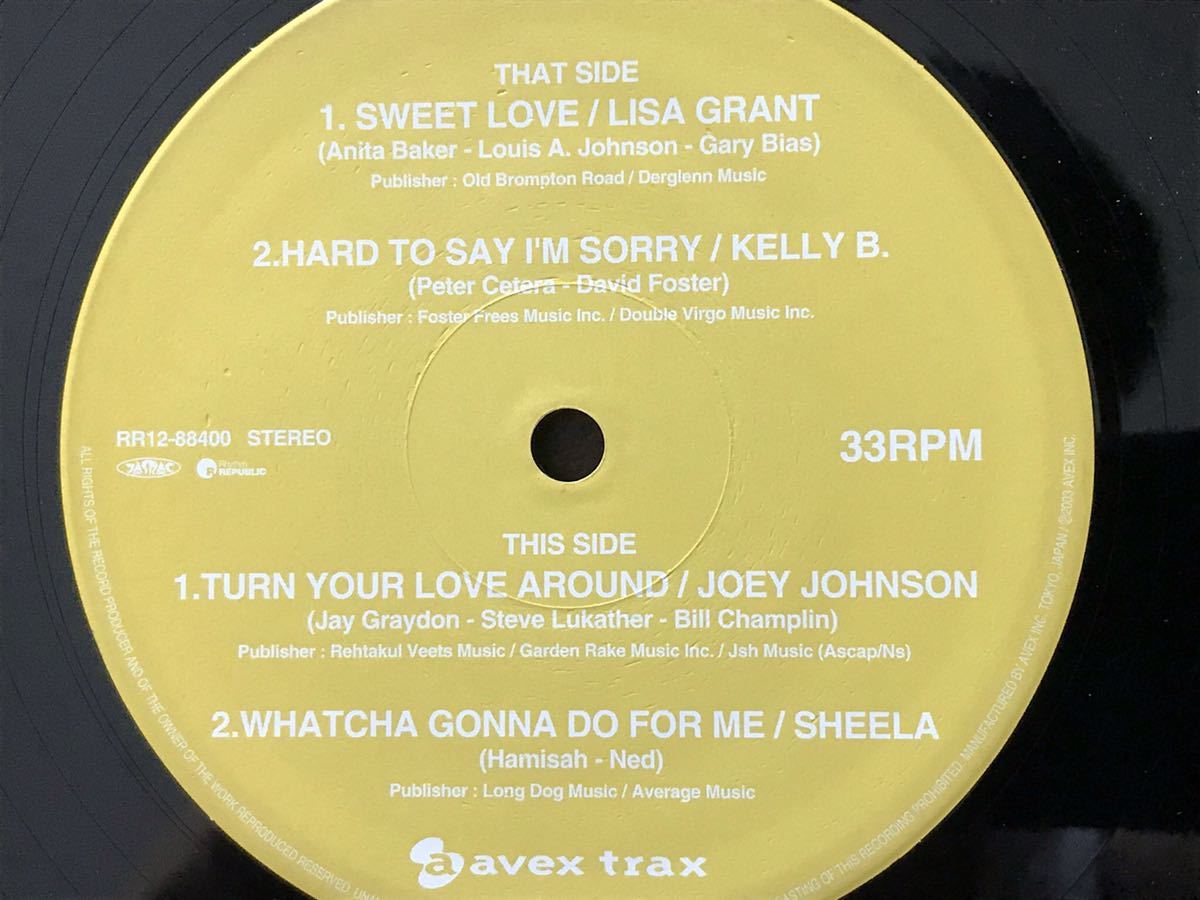 THAT SIDE
1. SWEET LOVE / LISA GRANT
(Anita Baker - Louis A. Johnson - Gary Bias)
Publisher : Old Brompton Road / Derglenn Music
2.HARD TO SAY I'M SORRY / KELLY B.
(Peter Cetera - David Foster)
Publisher : Foster Frees Music Inc. / Double Virgo Music Inc.
RR12-88400 STEREO
33RPM
JASRAC
Rhythm
REPUBLIC
THIS SIDE
1.TURN YOUR LOVE AROUND / JOEY JOHNSON
(Jay Graydon - Steve Lukather - Bill Champlin)
Publisher : Rehtakul Veets Music / Garden Rake Music Inc. / Jsh Music (Ascap/Ns)
2.WHATCHA GONNA DO FOR ME / SHEELA
(Hamisah - Ned)
Publisher : Long Dog Music / Average Music
a avex trax
ALL RIGHTS OF THE RECORD PRODUCER AND OF THE OWNER OF THE WORK REPRODUCED RESERVED.
CASTING OF THIS RECORDING PROHIBITED. MANUFACTURED BY AVEX INC. TOKYO, JAPAN / ℗2003 AVEX INC.